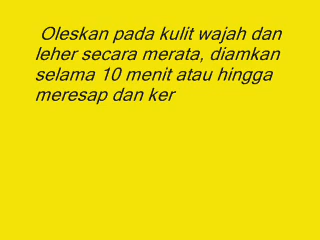 Oleskan pada kulit wajah dan
leher secara merata, diamkan
selama 10 menit atau hingga
meresap dan ker